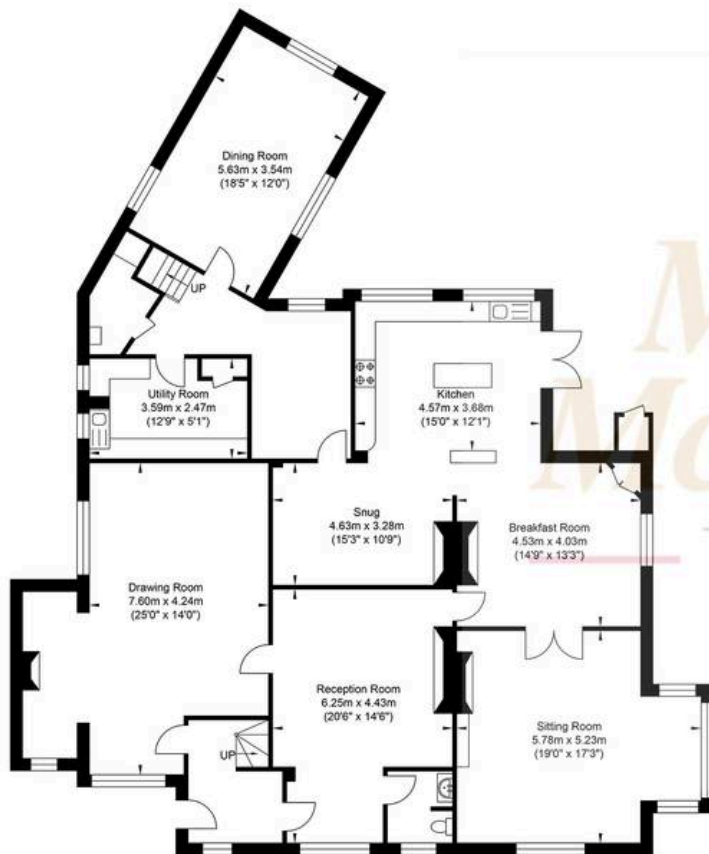 Dining Room
5.63m x 3.54m
(18'5" x 12'0")
UP
Utility Room
3.59m x 2.47m
(12'9" x 5'1")
Kitchen
4.57m x 3.68m
(15'0" x 12'1")
Snug
4.63m x 3.28m
(15'3" x 10'9")
Breakfast Room
4.53m x 4.03m
(14'9" x 13'3")
Drawing Room
7.60m x 4.24m
(25'0" x 14'0")
Reception Room
6.25m x 4.43m
(20'6" x 14'6")
UP
Sitting Room
5.78m x 5.23m
(19'0" x 17'3")